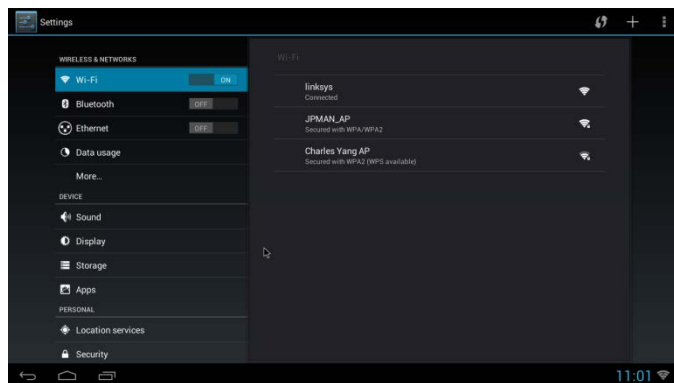 Settings
WIRELESS & NETWORKS
Wi-Fi
ON
Bluetooth
OFF
Ethernet
OFF
Data usage
More...
DEVICE
Sound
Display
Storage
Apps
PERSONAL
Location services
Security
Wi-Fi
linksys
Connected
JPMAN_AP
Secured with WPA/WPA2
Charles Yang AP
Secured with WPA2 (WPS available)
11:01